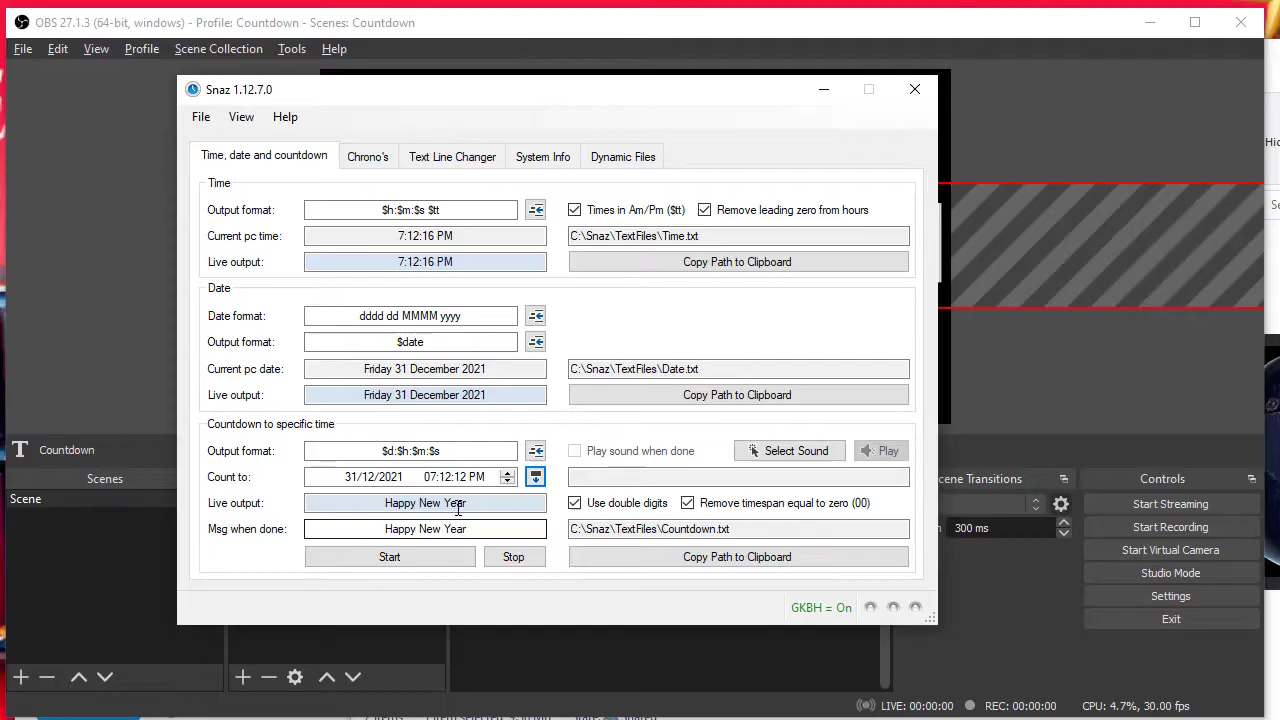 OBS 27.1.3 (64-bit, windows) - Profile: Countdown - Scenes: Countdown
File Edit View Profile Scene Collection Tools Help
Snaz 1.12.7.0
File View Help
Time, date and countdown Chrono's Text Line Changer System Info Dynamic Files
Time
Output format: $h:$m:$s $tt Times in Am/Pm ($tt) Remove leading zero from hours
Current pc time: 7:12:16 PM C:\Snaz\TextFiles\Time.txt
Live output: 7:12:16 PM Copy Path to Clipboard
Date
Date format: dddd dd MMMM yyyy
Output format: $date
Current pc date: Friday 31 December 2021 C:\Snaz\TextFiles\Date.txt
Live output: Friday 31 December 2021 Copy Path to Clipboard
Countdown to specific time
Output format: $d:$h:$m:$s Play sound when done Select Sound Play
Count to: 31/12/2021 07:12:12 PM
Live output: Happy New Year Use double digits Remove timespan equal to zero (00)
Msg when done: Happy New Year C:\Snaz\TextFiles\Countdown.txt
Start Stop Copy Path to Clipboard
GKBH = On
Countdown
Scenes
Scene
cene Transitions
300 ms
Controls
Start Streaming
Start Recording
Start Virtual Camera
Studio Mode
Settings
Exit
LIVE: 00:00:00 REC: 00:00:00 CPU: 4.7%, 30.00 fps